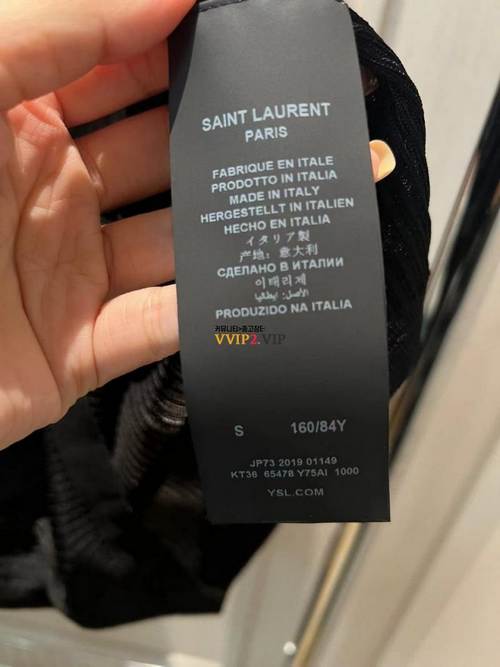 SAINT LAURENT
PARIS
FABRIQUE EN ITALE
PRODOTTO IN ITALIA
MADE IN ITALY
HERGESTELLT IN ITALIEN
HECHO EN ITALIA
イタリア製
产地: 意大利
СДЕЛАНО В ИТАЛИИ
이태리제
الأصل: ايطاليا
PRODUZIDO NA ITALIA
VVIP2.VIP
S 160/84Y
JP73 2019 01149
KT36 65478 Y75AI 1000
YSL.COM